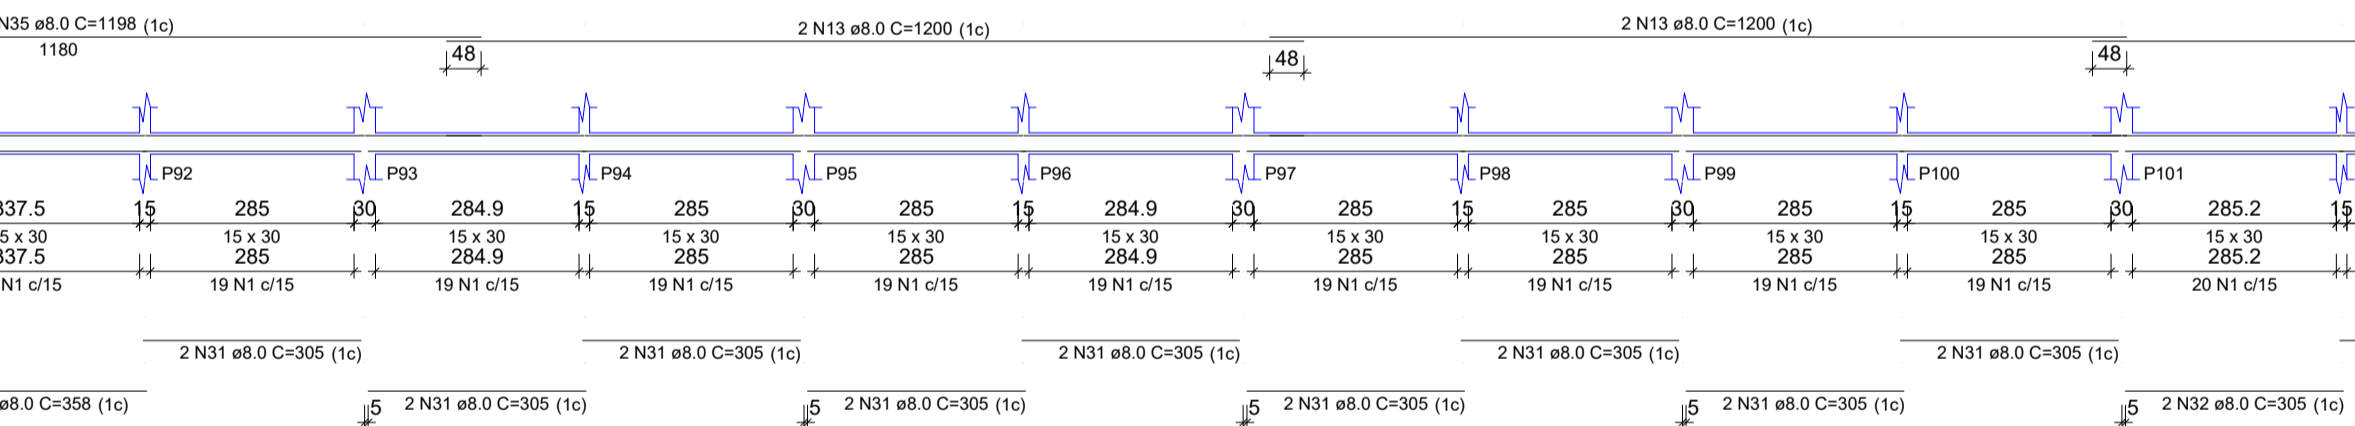 N35 ø8.0 C=1198 (1c) 2 N13 ø8.0 C=1200 (1c) 2 N13 ø8.0 C=1200 (1c)
1180 48 48 48
P92 P93 P94 P95 P96 P97 P98 P99 P100 P101
337.5 15 285 30 284.9 15 285 30 285 15 284.9 30 285 15 285 30 285 15 285 30 285.2 15
5 x 30 15 x 30 15 x 30 15 x 30 15 x 30 15 x 30 15 x 30 15 x 30 15 x 30 15 x 30 15 x 30
337.5 285 284.9 285 285 284.9 285 285 285 285 285.2
N1 c/15 19 N1 c/15 19 N1 c/15 19 N1 c/15 19 N1 c/15 19 N1 c/15 19 N1 c/15 19 N1 c/15 19 N1 c/15 19 N1 c/15 20 N1 c/15
2 N31 ø8.0 C=305 (1c) 2 N31 ø8.0 C=305 (1c) 2 N31 ø8.0 C=305 (1c) 2 N31 ø8.0 C=305 (1c) 2 N31 ø8.0 C=305 (1c)
ø8.0 C=358 (1c) 5 2 N31 ø8.0 C=305 (1c) 5 2 N31 ø8.0 C=305 (1c) 5 2 N31 ø8.0 C=305 (1c) 5 2 N31 ø8.0 C=305 (1c) 5 2 N32 ø8.0 C=305 (1c)